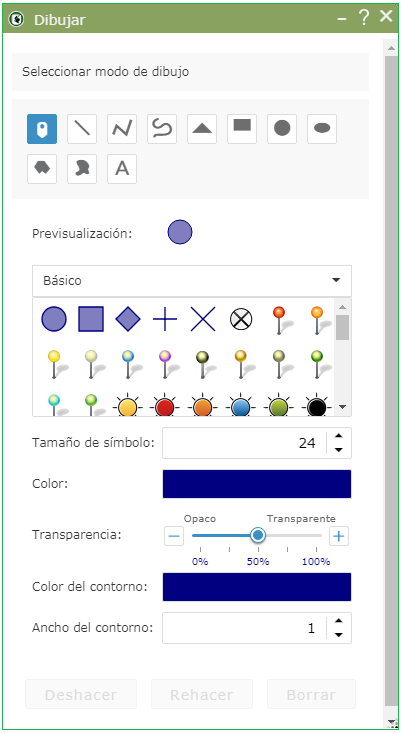 Dibujar
Seleccionar modo de dibujo
A
Previsualización:
Básico
Tamaño de símbolo: 24
Color:
Opaco Transparente
Transparencia:
0% 50% 100%
Color del contorno:
Ancho del contorno: 1
Deshacer Rehacer Borrar